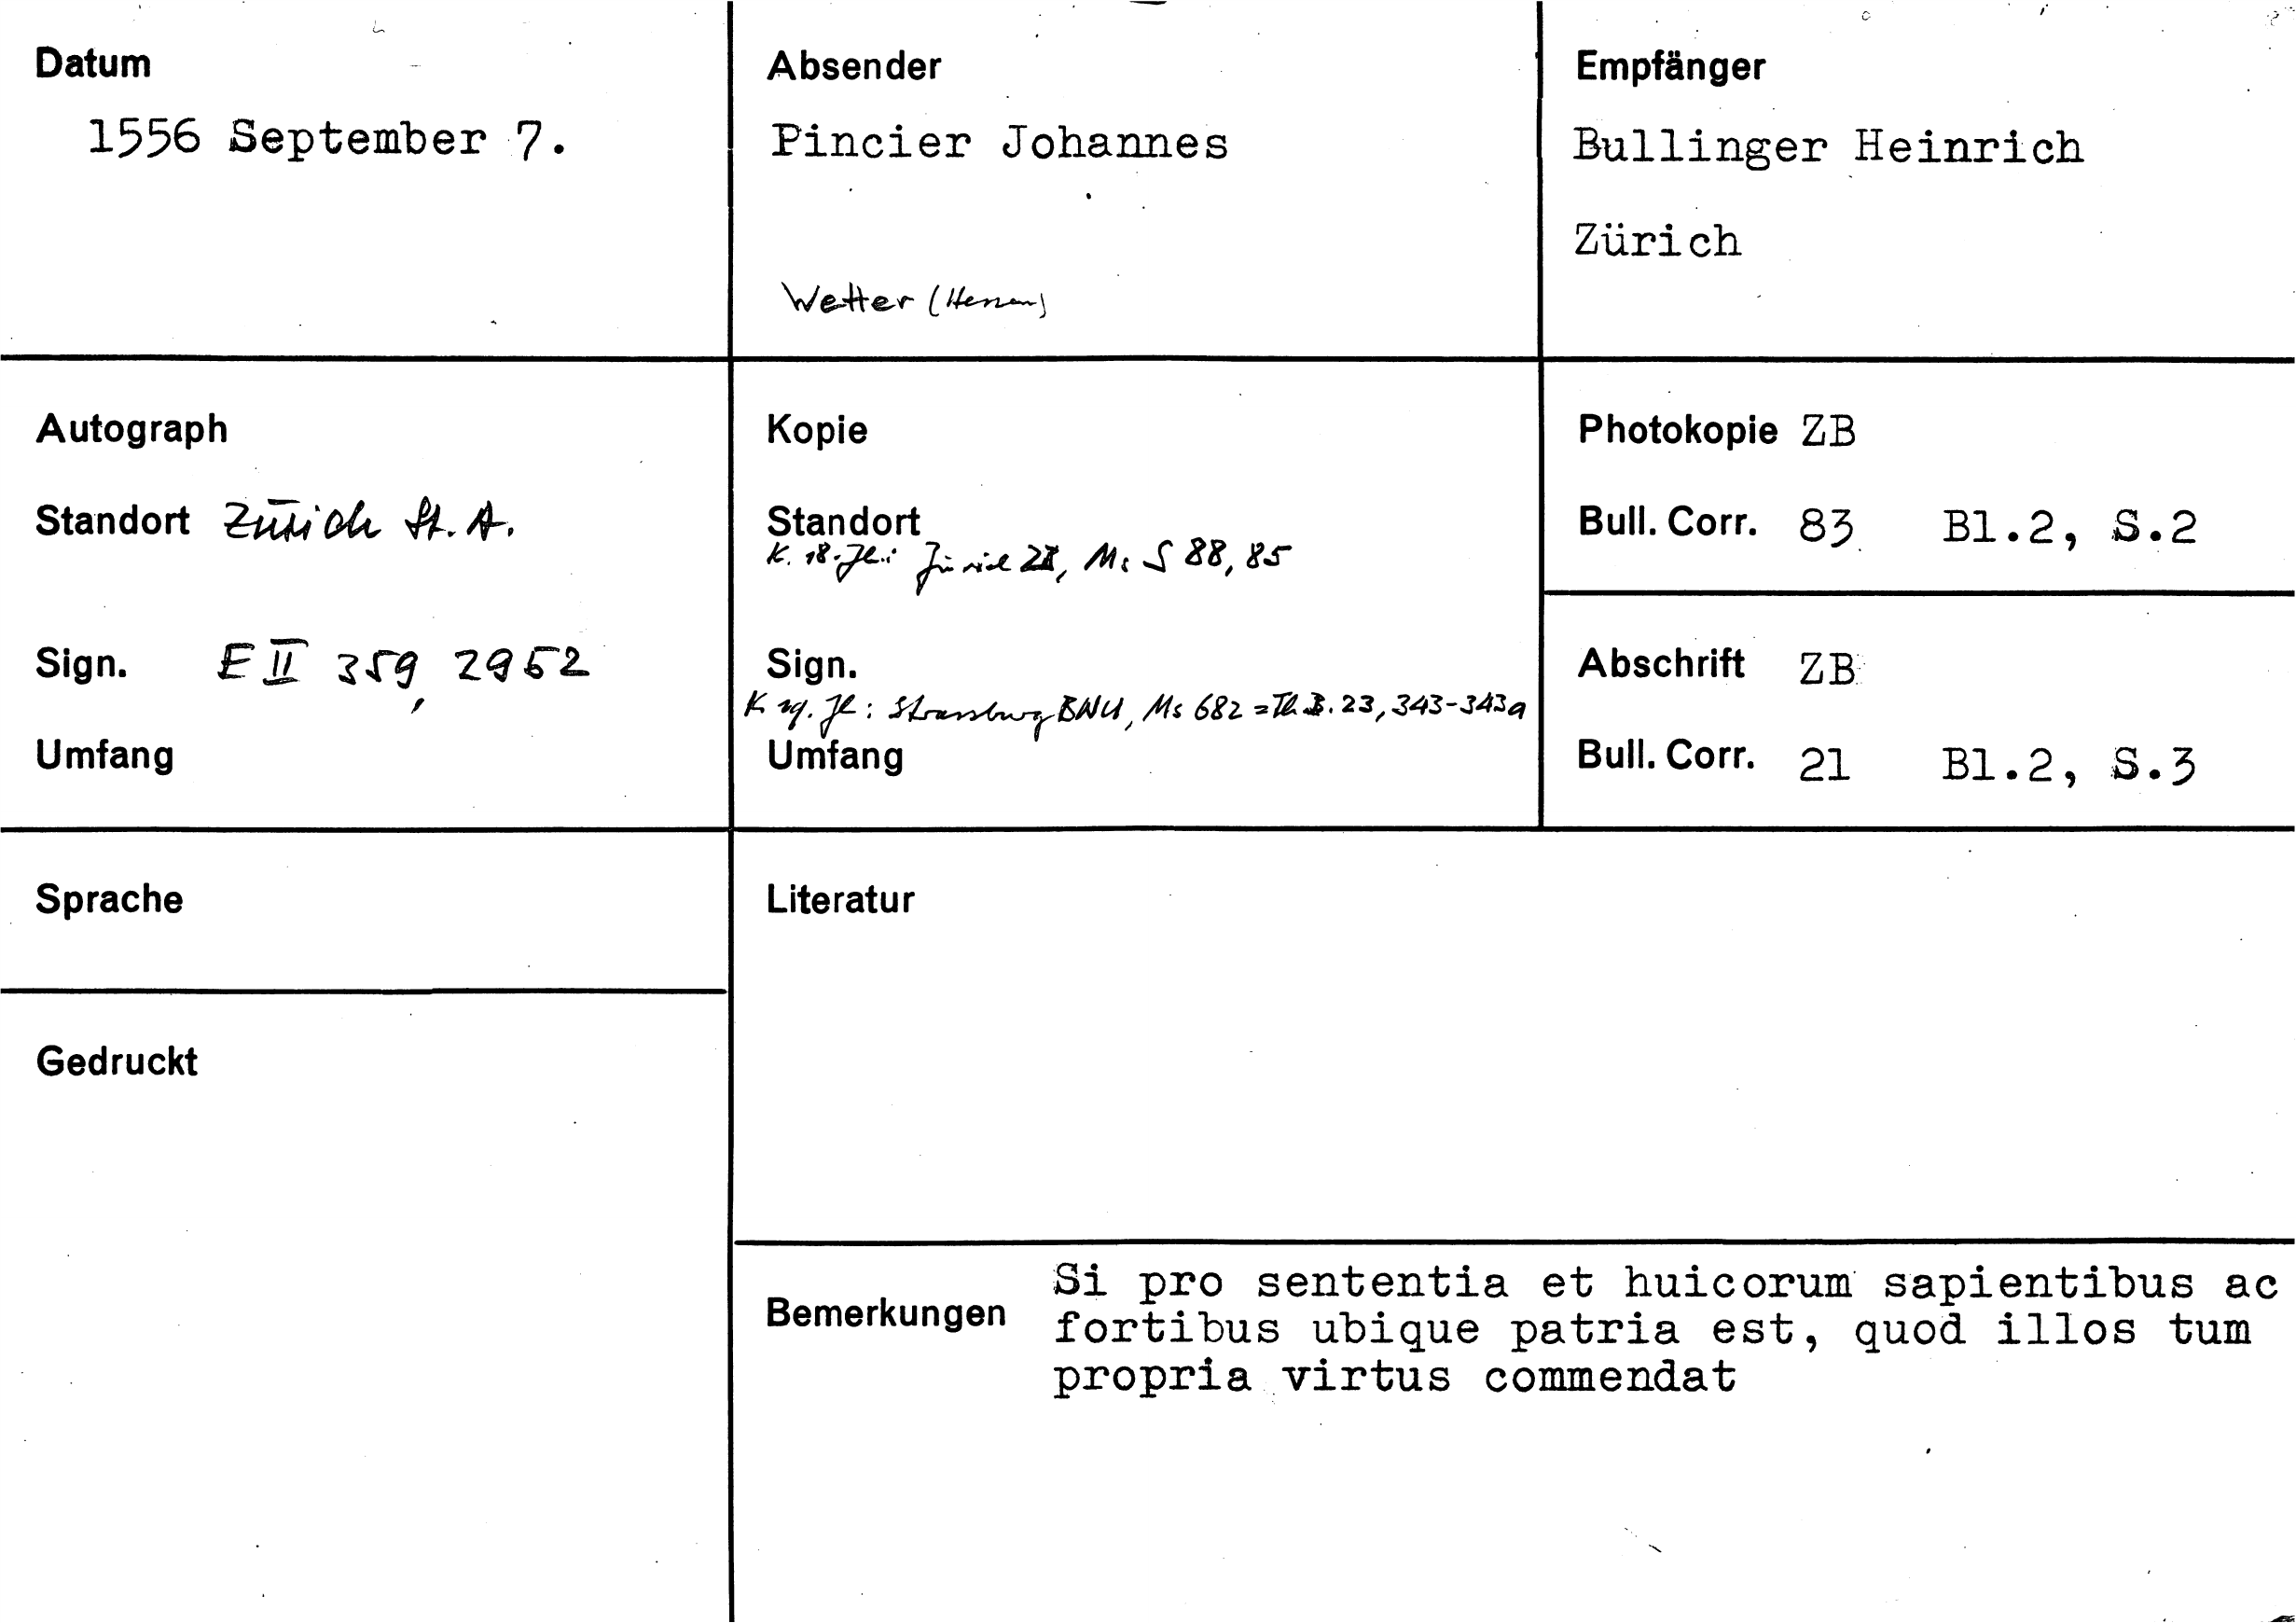 Datum
1556 September 7.
Absender
Pincier Johannes
Wetter (Hessen)
Empfänger
Bullinger Heinrich
Zürich
Autograph
Standort Zürich St. A.
Sign. E II 359, 2952
Umfang
Kopie
Standort
K. 18. Jh.: Zürich ZB, Ms S 88, 85
Sign.
K 19. Jh: Strassburg BNU, Ms 682 = Th. B. 23, 343-343a
Umfang
Photokopie ZB
Bull. Corr. 83 Bl.2, S.2
Abschrift ZB
Bull. Corr. 21 Bl.2, S.3
Sprache
Gedruckt
Literatur
Bemerkungen
Si pro sententia et huicorum sapientibus ac
fortibus ubique patria est, quod illos tum
propria virtus commendat